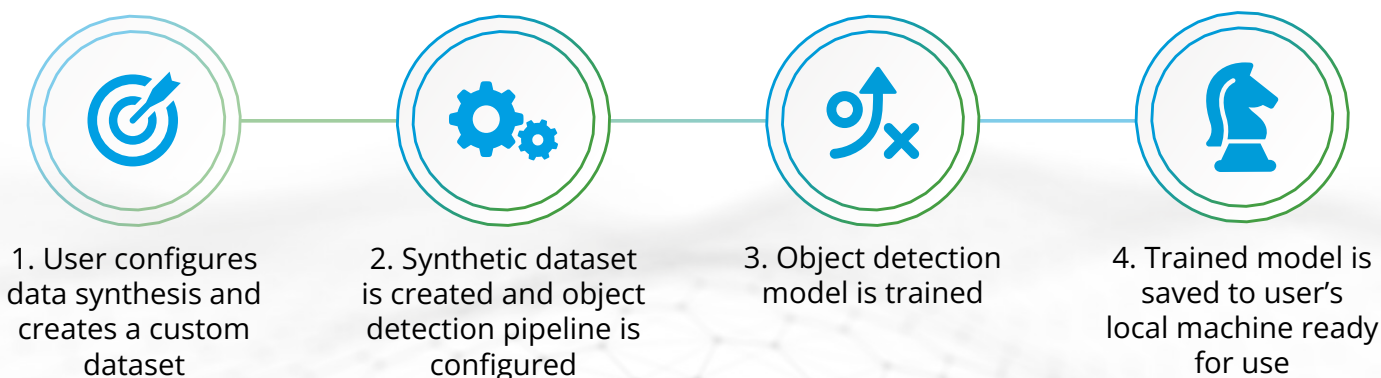 1. User configures
data synthesis and
creates a custom
dataset
2. Synthetic dataset
is created and object
detection pipeline is
configured
3. Object detection
model is trained
4. Trained model is
saved to user’s
local machine ready
for use